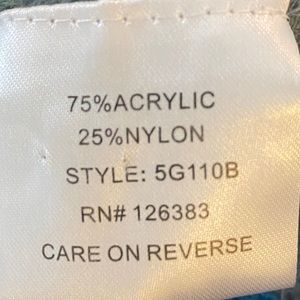 75%ACRYLIC
25%NYLON
STYLE: 5G110B
RN# 126383
CARE ON REVERSE